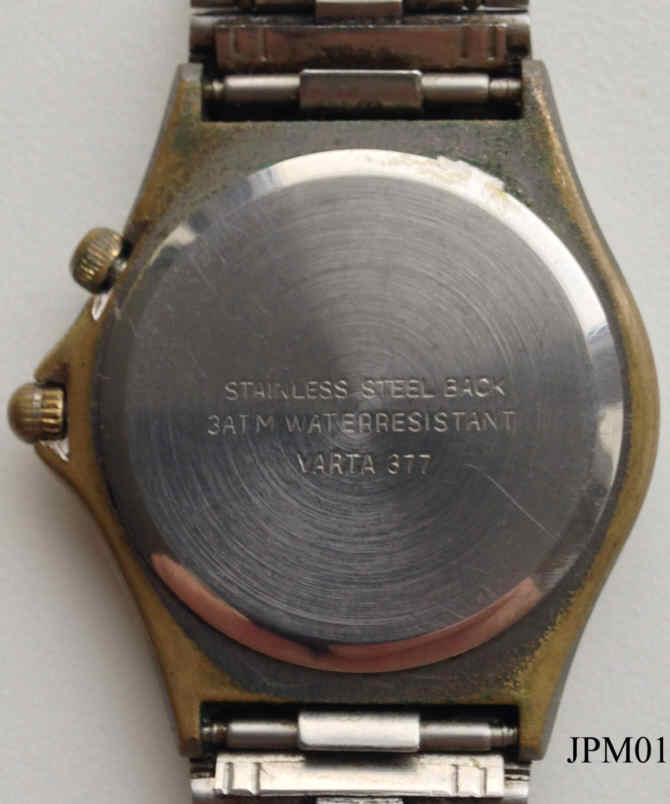 STAINLESS STEEL BACK
3ATM WATERRESISTANT
VARTA 377
JPM01